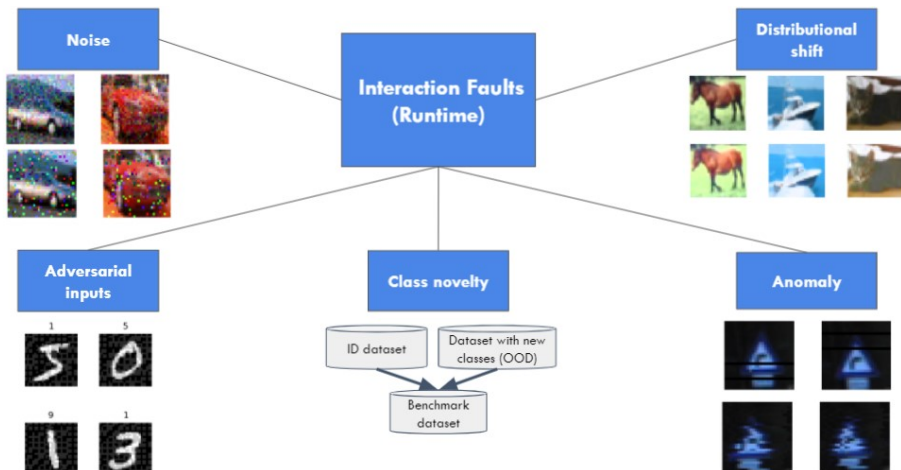 Noise
Interaction Faults
(Runtime)
Distributional
shift
Adversarial
inputs
1
5
9
1
Class novelty
ID dataset
Dataset with new
classes (OOD)
Benchmark
dataset
Anomaly